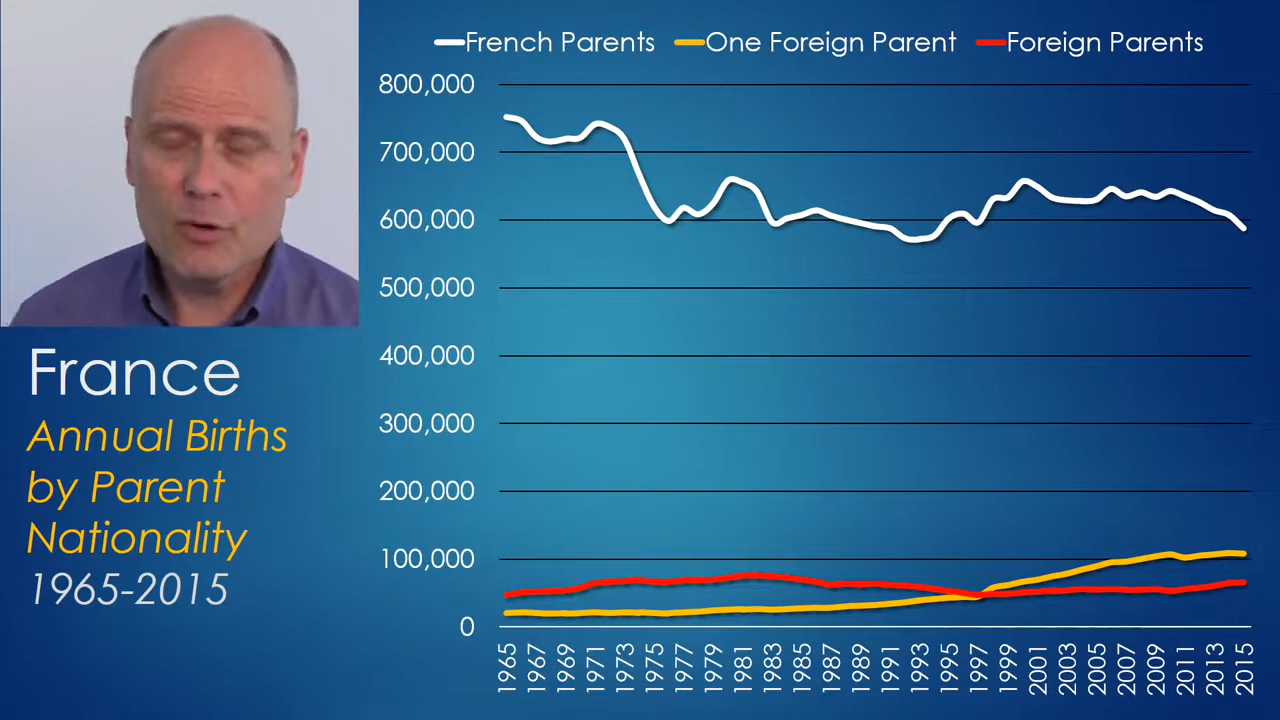 French Parents One Foreign Parent Foreign Parents
800,000
700,000
600,000
500,000
400,000
300,000
200,000
100,000
0
1965 1967 1969 1971 1973 1975 1977 1979 1981 1983 1985 1987 1989 1991 1993 1995 1997 1999 2001 2003 2005 2007 2009 2011 2013 2015
France
Annual Births
by Parent
Nationality
1965-2015